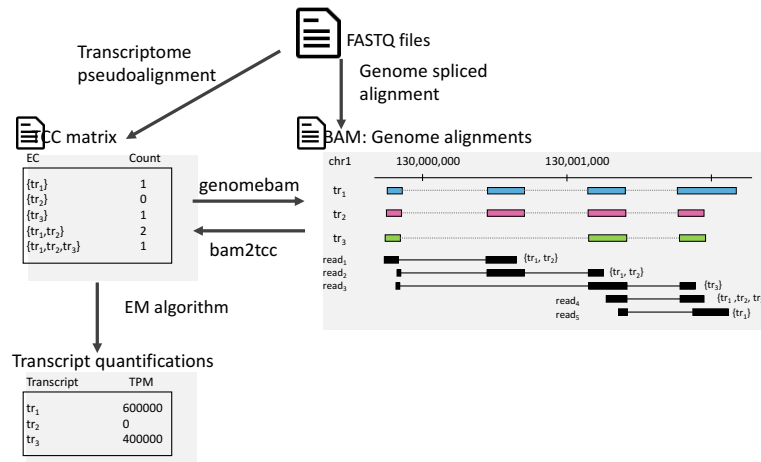 FASTQ files
Transcriptome
pseudoalignment
Genome spliced
alignment
TCC matrix
EC Count
{tr₁} 1
{tr₂} 0
{tr₃} 1
{tr₁,tr₂} 2
{tr₁,tr₂,tr₃} 1
genomebam
bam2tcc
BAM: Genome alignments
chr1 130,000,000 130,001,000
tr₁
tr₂
tr₃
read₁ {tr₁, tr₂}
read₂ {tr₁, tr₂}
read₃ {tr₃}
read₄ {tr₁ ,tr₂, tr
read₅ {tr₁}
EM algorithm
Transcript quantifications
Transcript TPM
tr₁ 600000
tr₂ 0
tr₃ 400000